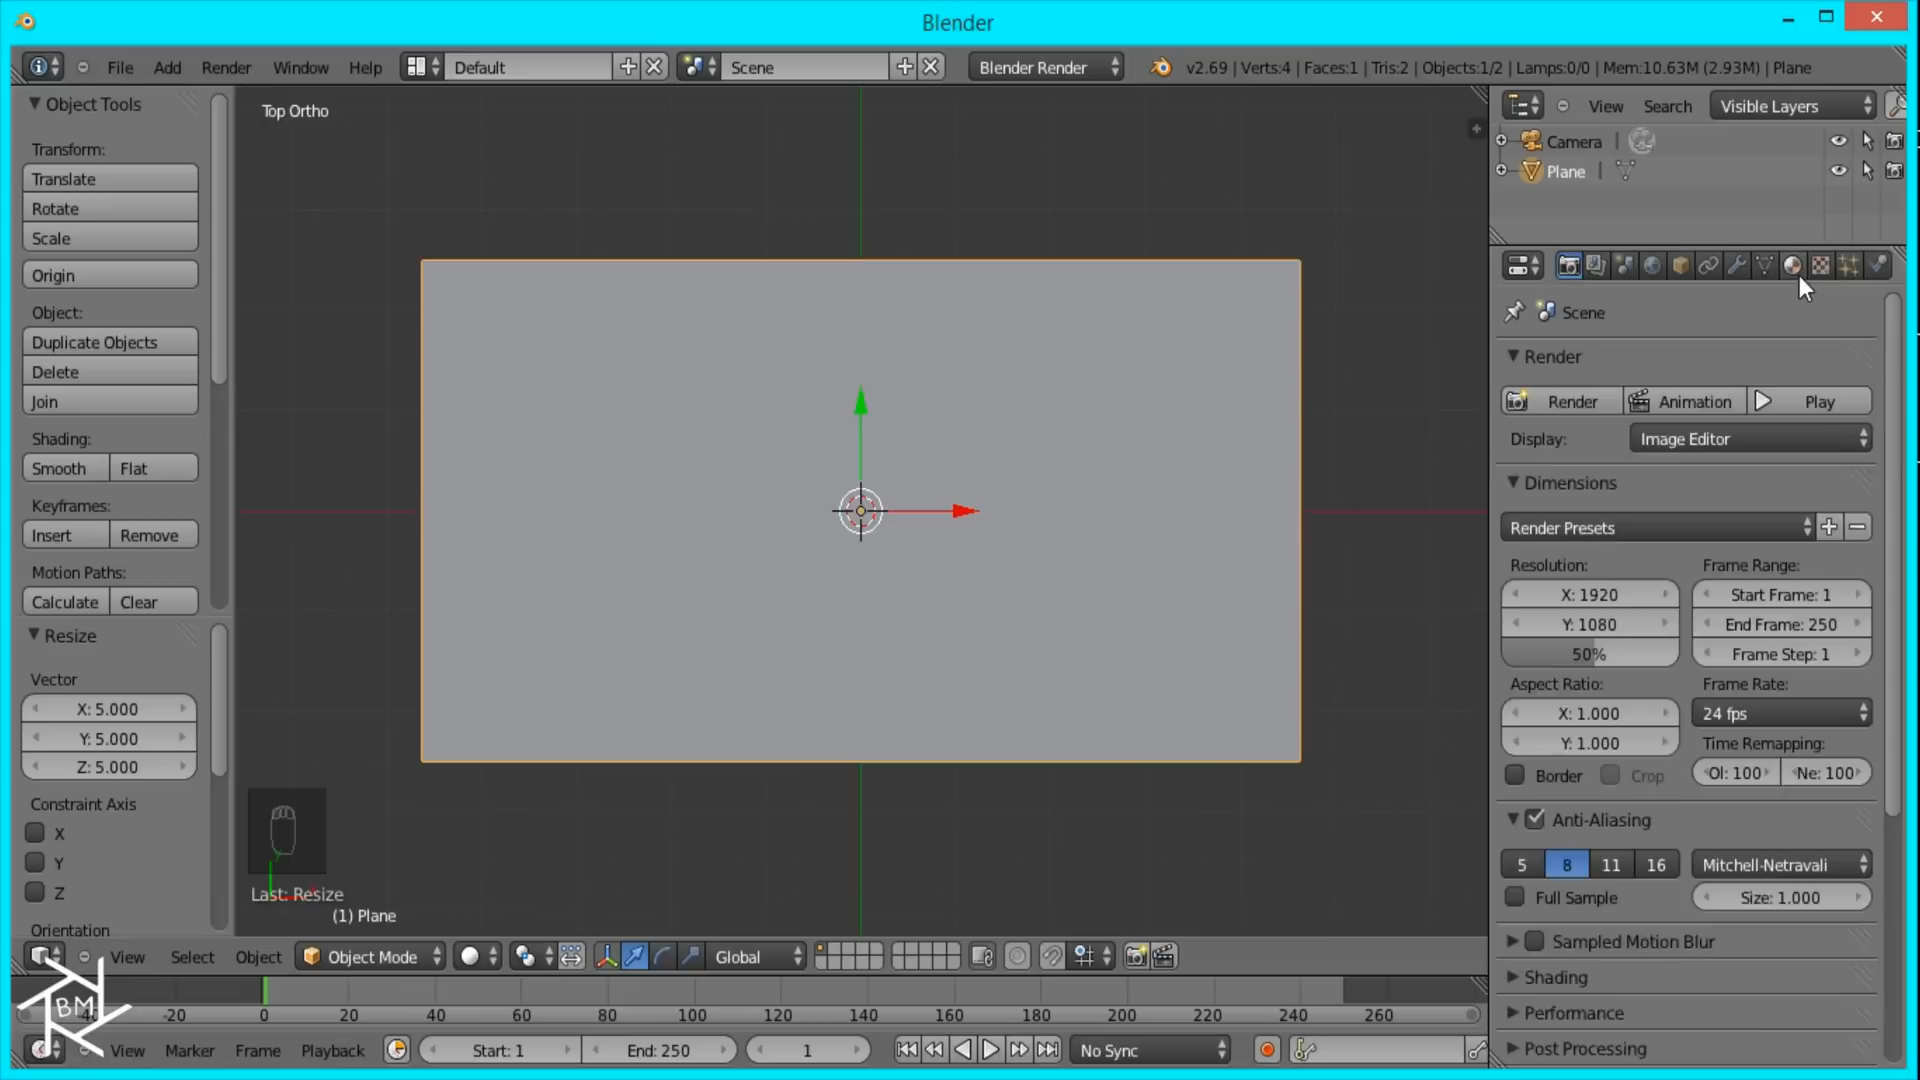 Blender
File Add Render Window Help Default Scene Blender Render v2.69 | Verts:4 | Faces:1 | Tris:2 | Objects:1/2 | Lamps:0/0 | Mem:10.63M (2.93M) | Plane
Object Tools
Transform:
Translate
Rotate
Scale
Origin
Object:
Duplicate Objects
Delete
Join
Shading:
Smooth Flat
Keyframes:
Insert Remove
Motion Paths:
Calculate Clear
Resize
Vector
X: 5.000
Y: 5.000
Z: 5.000
Constraint Axis
X
Y
Z
Orientation
Top Ortho
Last: Resize
(1) Plane
View Select Object Object Mode Global
-40 -20 0 20 40 60 80 100 120 140 160 180 200 220 240 260
BM
View Marker Frame Playback Start: 1 End: 250 1 No Sync
View Search Visible Layers
Camera
Plane
Scene
Render
Render Animation Play
Display: Image Editor
Dimensions
Render Presets
Resolution: Frame Range:
X: 1920 Start Frame: 1
Y: 1080 End Frame: 250
50% Frame Step: 1
Aspect Ratio: Frame Rate:
X: 1.000 24 fps
Y: 1.000 Time Remapping:
Border Crop Ol: 100 Ne: 100
Anti-Aliasing
5 8 11 16 Mitchell-Netravali
Full Sample Size: 1.000
Sampled Motion Blur
Shading
Performance
Post Processing